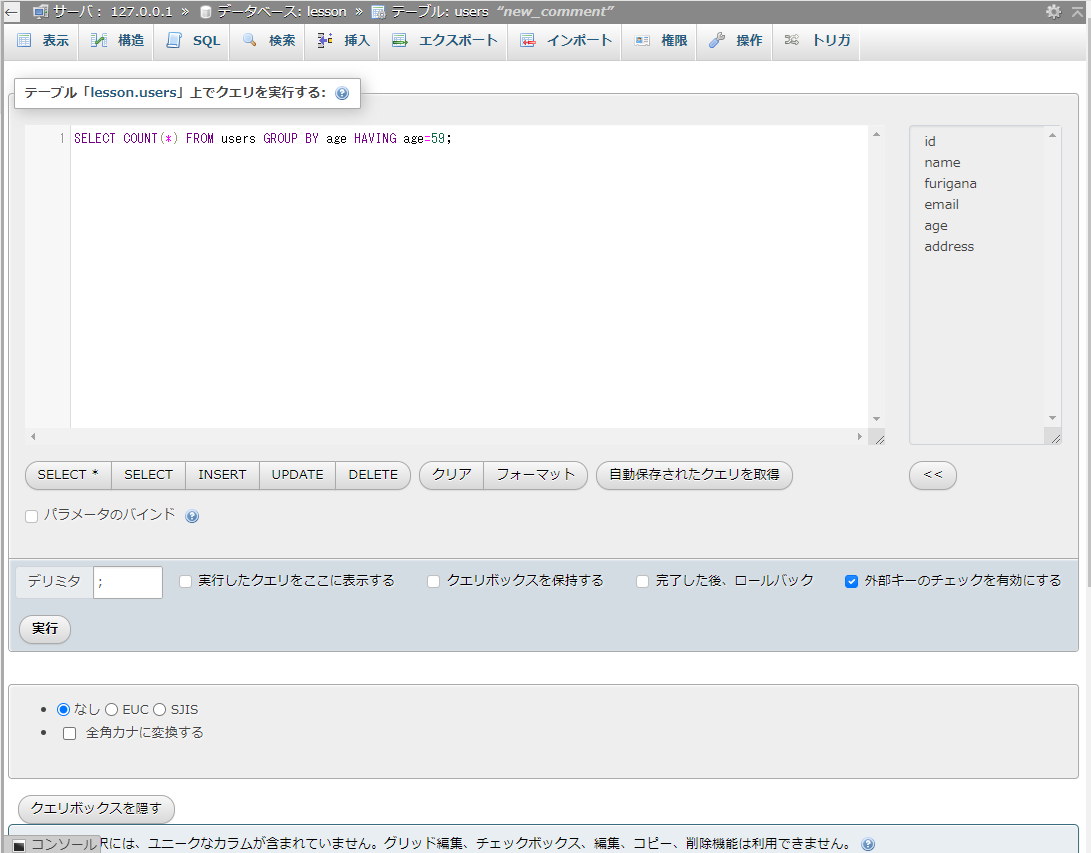 サーバ: 127.0.0.1 » データベース: lesson » テーブル: users "new_comment"
表示 構造 SQL 検索 挿入 エクスポート インポート 権限 操作 トリガ
テーブル「lesson.users」上でクエリを実行する:
1 SELECT COUNT(*) FROM users GROUP BY age HAVING age=59;
id
name
furigana
email
age
address
SELECT * SELECT INSERT UPDATE DELETE クリア フォーマット 自動保存されたクエリを取得 <<
パラメータのバインド
デリミタ ; 実行したクエリをここに表示する クエリボックスを保持する 完了した後、ロールバック 外部キーのチェックを有効にする
実行
なし EUC SJIS
全角カナに変換する
クエリボックスを隠す
コンソール Rには、ユニークなカラムが含まれていません。グリッド編集、チェックボックス、編集、コピー、削除機能は利用できません。